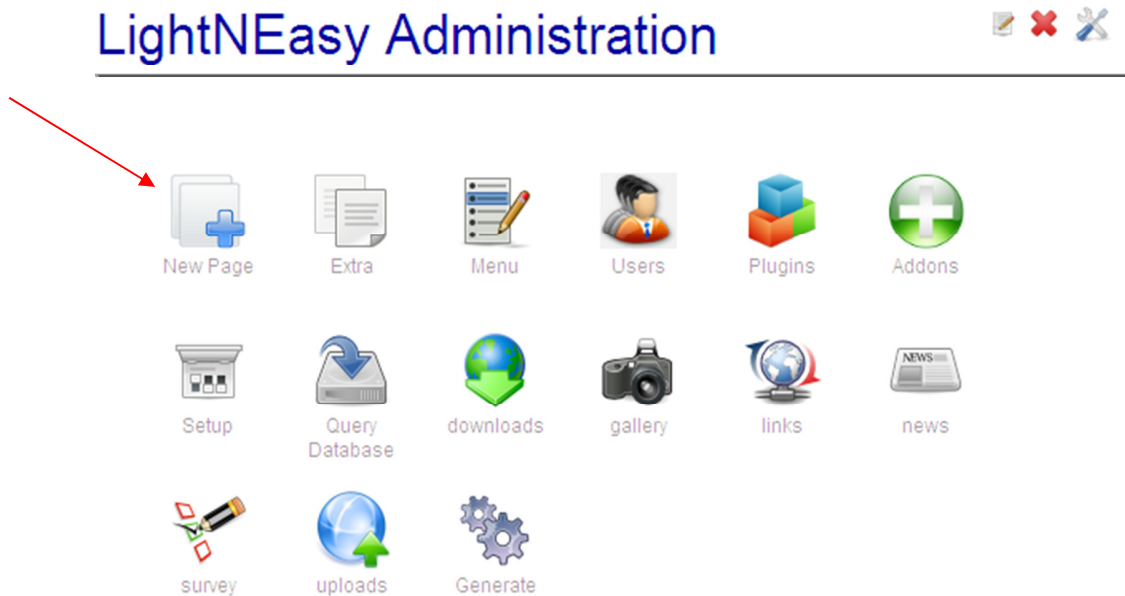 LightNEasy Administration
New Page
Extra
Menu
Users
Plugins
Addons
NEWS
Setup
Query
Database
downloads
gallery
links
news
survey
uploads
Generate